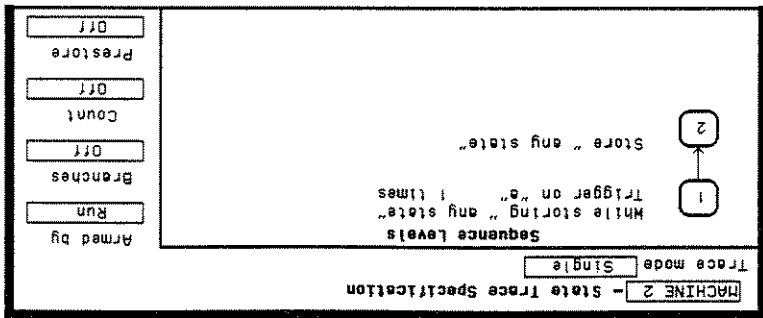 MACHINE 2 - State Trace Specification
Trace mode Single
Sequence Levels
While storing "any state"
Trigger on "a" 1 times
Store "any state"
1
2
Armed by
Run
Branches
Off
Count
Off
Prestore
Off